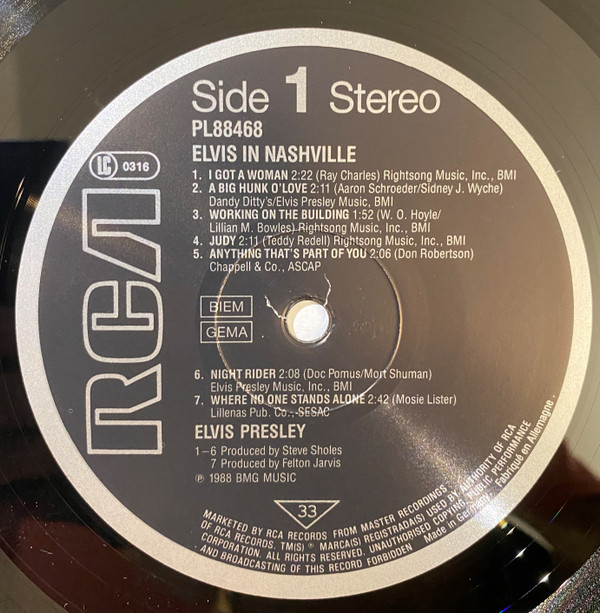 Side 1 Stereo
PL88468
ELVIS IN NASHVILLE
LC 0316
RCA
1. I GOT A WOMAN 2:22 (Ray Charles) Rightsong Music, Inc., BMI
2. A BIG HUNK O'LOVE 2:11 (Aaron Schroeder/Sidney J. Wyche)
Dandy Ditty's/Elvis Presley Music, BMI
3. WORKING ON THE BUILDING 1:52 (W. O. Hoyle/
Lillian M. Bowles) Rightsong Music, Inc., BMI
4. JUDY 2:11 (Teddy Redell) Rightsong Music, Inc., BMI
5. ANYTHING THAT'S PART OF YOU 2:06 (Don Robertson)
Chappell & Co., ASCAP
BIEM
GEMA
6. NIGHT RIDER 2:08 (Doc Pomus/Mort Shuman)
Elvis Presley Music, Inc., BMI
7. WHERE NO ONE STANDS ALONE 2:42 (Mosie Lister)
Lillenas Pub. Co., SESAC
ELVIS PRESLEY
1–6 Produced by Steve Sholes
7 Produced by Felton Jarvis
℗ 1988 BMG MUSIC
33
MARKETED BY RCA RECORDS FROM MASTER RECORDINGS
OF RCA RECORDS. TM(S) ® MARCA(S) REGISTRADA(S) USED BY AUTHORITY OF RCA
CORPORATION. ALL RIGHTS RESERVED. UNAUTHORISED COPYING, PUBLIC PERFORMANCE
AND BROADCASTING OF THIS RECORD FORBIDDEN Made in Germany. Fabriqué en Allemagne.